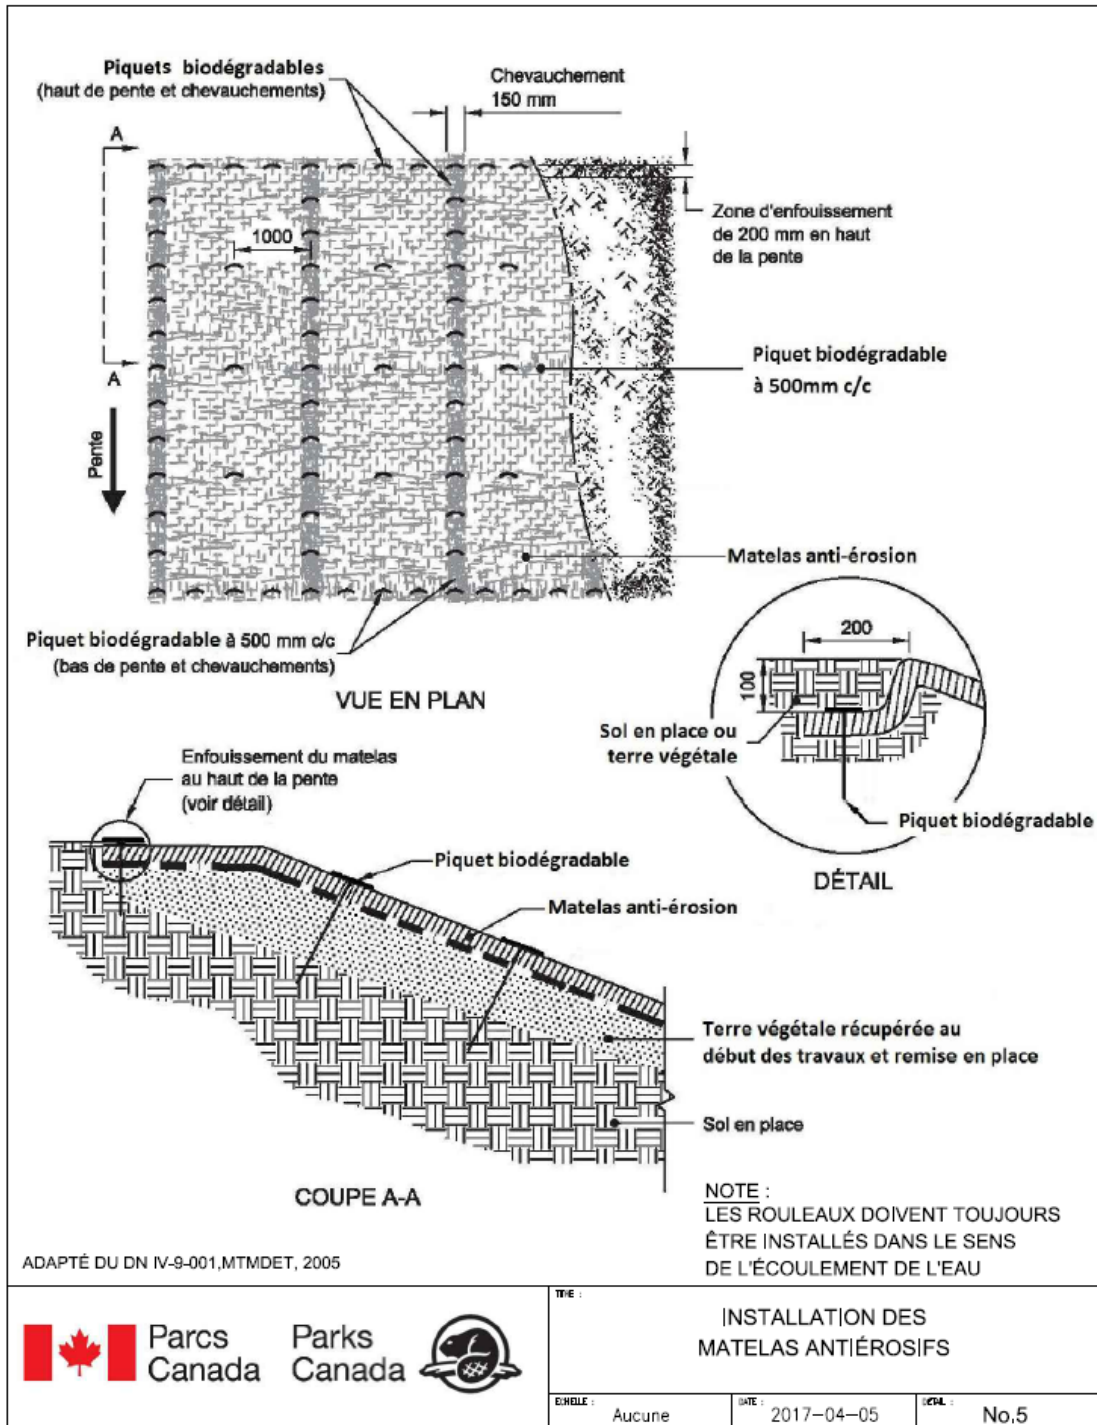 Piquets biodégradables
(haut de pente et chevauchements)
Chevauchement
150 mm
A
Zone d'enfouissement
de 200 mm en haut
de la pente
1000
Piquet biodégradable
à 500mm c/c
A
Pente
Matelas anti-érosion
Piquet biodégradable à 500 mm c/c
(bas de pente et chevauchements)
VUE EN PLAN
200
100
Sol en place ou
terre végétale
Piquet biodégradable
DÉTAIL
Enfouissement du matelas
au haut de la pente
(voir détail)
Piquet biodégradable
Matelas anti-érosion
Terre végétale récupérée au
début des travaux et remise en place
Sol en place
COUPE A-A
NOTE :
LES ROULEAUX DOIVENT TOUJOURS
ÊTRE INSTALLÉS DANS LE SENS
DE L'ÉCOULEMENT DE L'EAU
ADAPTÉ DU DN IV-9-001,MTMDET, 2005
Parcs
Canada
Parks
Canada
TITRE :
INSTALLATION DES
MATELAS ANTIÉROSIFS
ECHELLE :
Aucune
DATE :
2017-04-05
DÉTAIL :
No.5